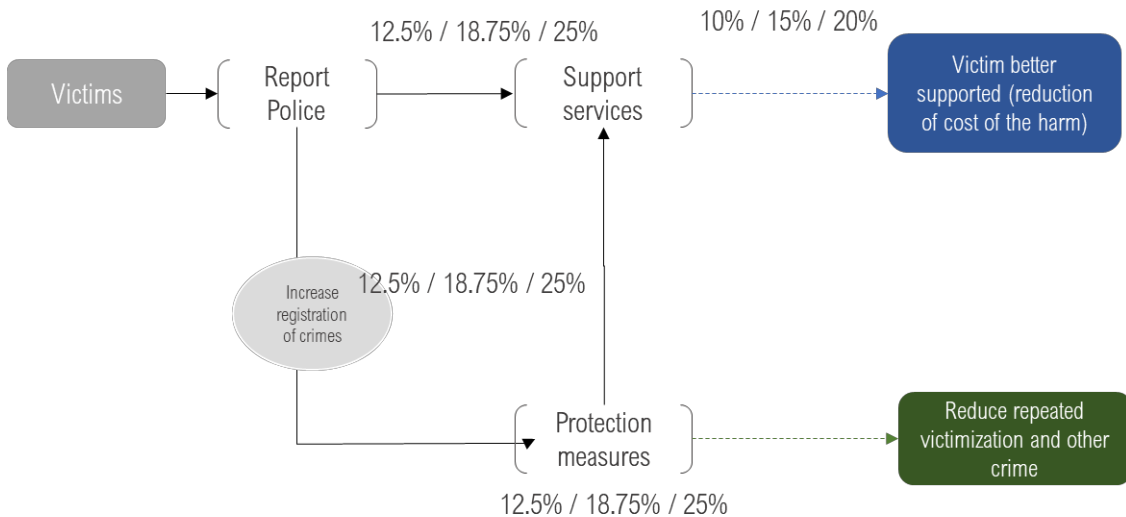 12.5% / 18.75% / 25%
10% / 15% / 20%
Victims
Report
Police
Support
services
Victim better
supported (reduction
of cost of the harm)
Increase
registration
of crimes
12.5% / 18.75% / 25%
Protection
measures
Reduce repeated
victimization and other
crime
12.5% / 18.75% / 25%